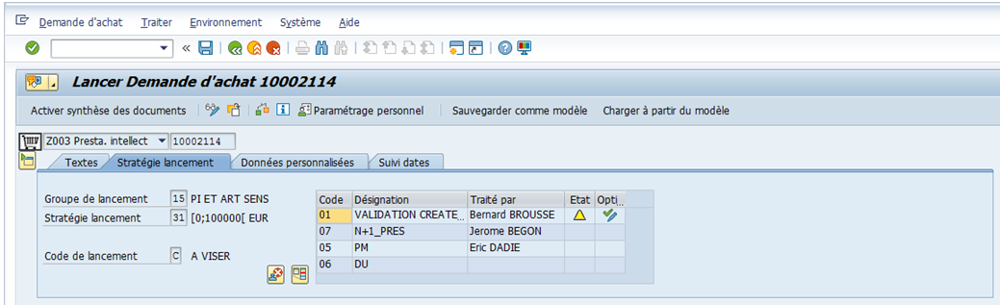 Demande d'achat Traiter Environnement Système Aide
Lancer Demande d'achat 10002114
Activer synthèse des documents Paramétrage personnel Sauvegarder comme modèle Charger à partir du modèle
Z003 Presta. intellect 10002114
Textes Stratégie lancement Données personnalisées Suivi dates
Groupe de lancement 15 PI ET ART SENS
Stratégie lancement 31 [0;100000[ EUR
Code de lancement C A VISER
Code Désignation Traité par Etat Opti...
01 VALIDATION CREATE... Bernard BROUSSE
07 N+1_PRES Jerome BEGON
05 PM Eric DADIE
06 DU